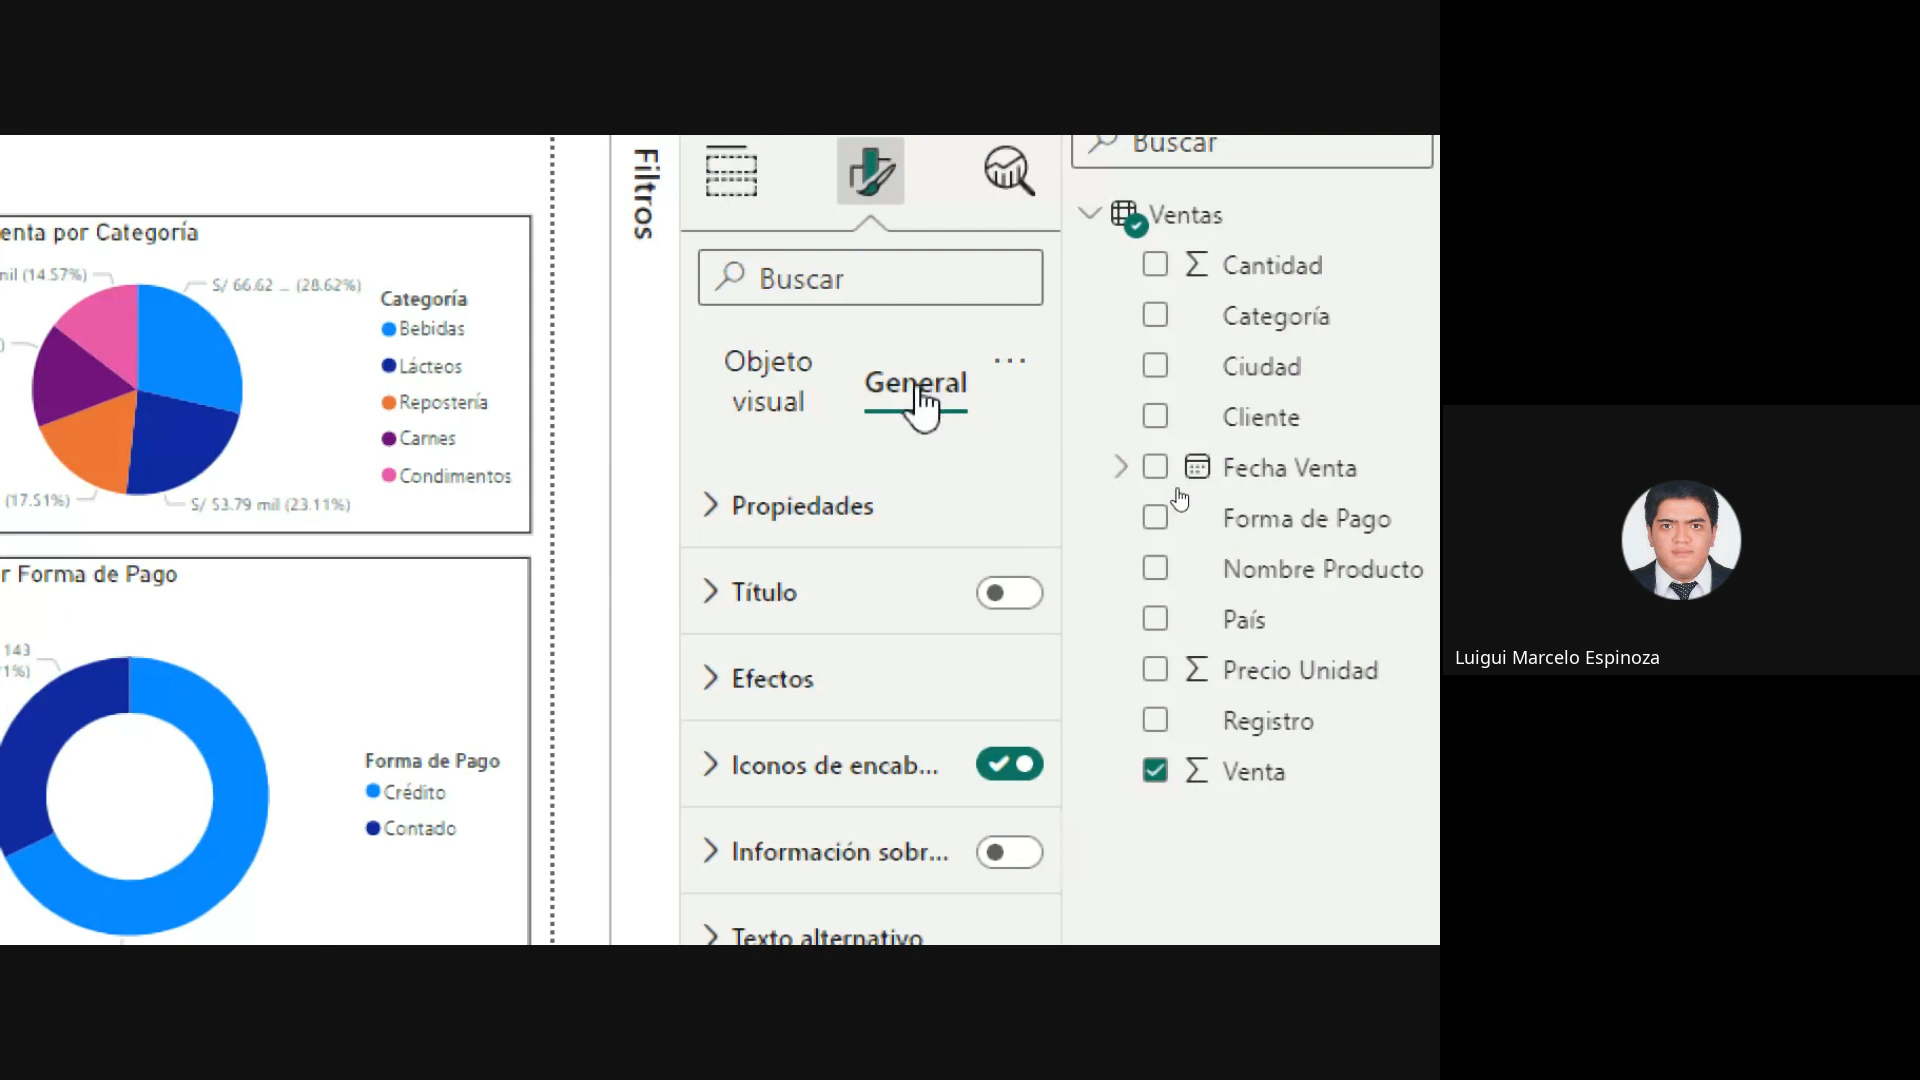 enta por Categoría
mil (14.57%)
S/ 66.62 ... (28.62%)
Categoría
Bebidas
Lácteos
Repostería
Carnes
Condimentos
(17.51%)
S/ 53.79 mil (23.11%)
r Forma de Pago
143
1%)
Forma de Pago
Crédito
Contado
Filtros
Buscar
Objeto visual
General
...
Propiedades
Título
Efectos
Iconos de encab...
Información sobr...
Texto alternativo
Buscar
Ventas
Cantidad
Categoría
Ciudad
Cliente
Fecha Venta
Forma de Pago
Nombre Producto
País
Precio Unidad
Registro
Venta
Luigui Marcelo Espinoza